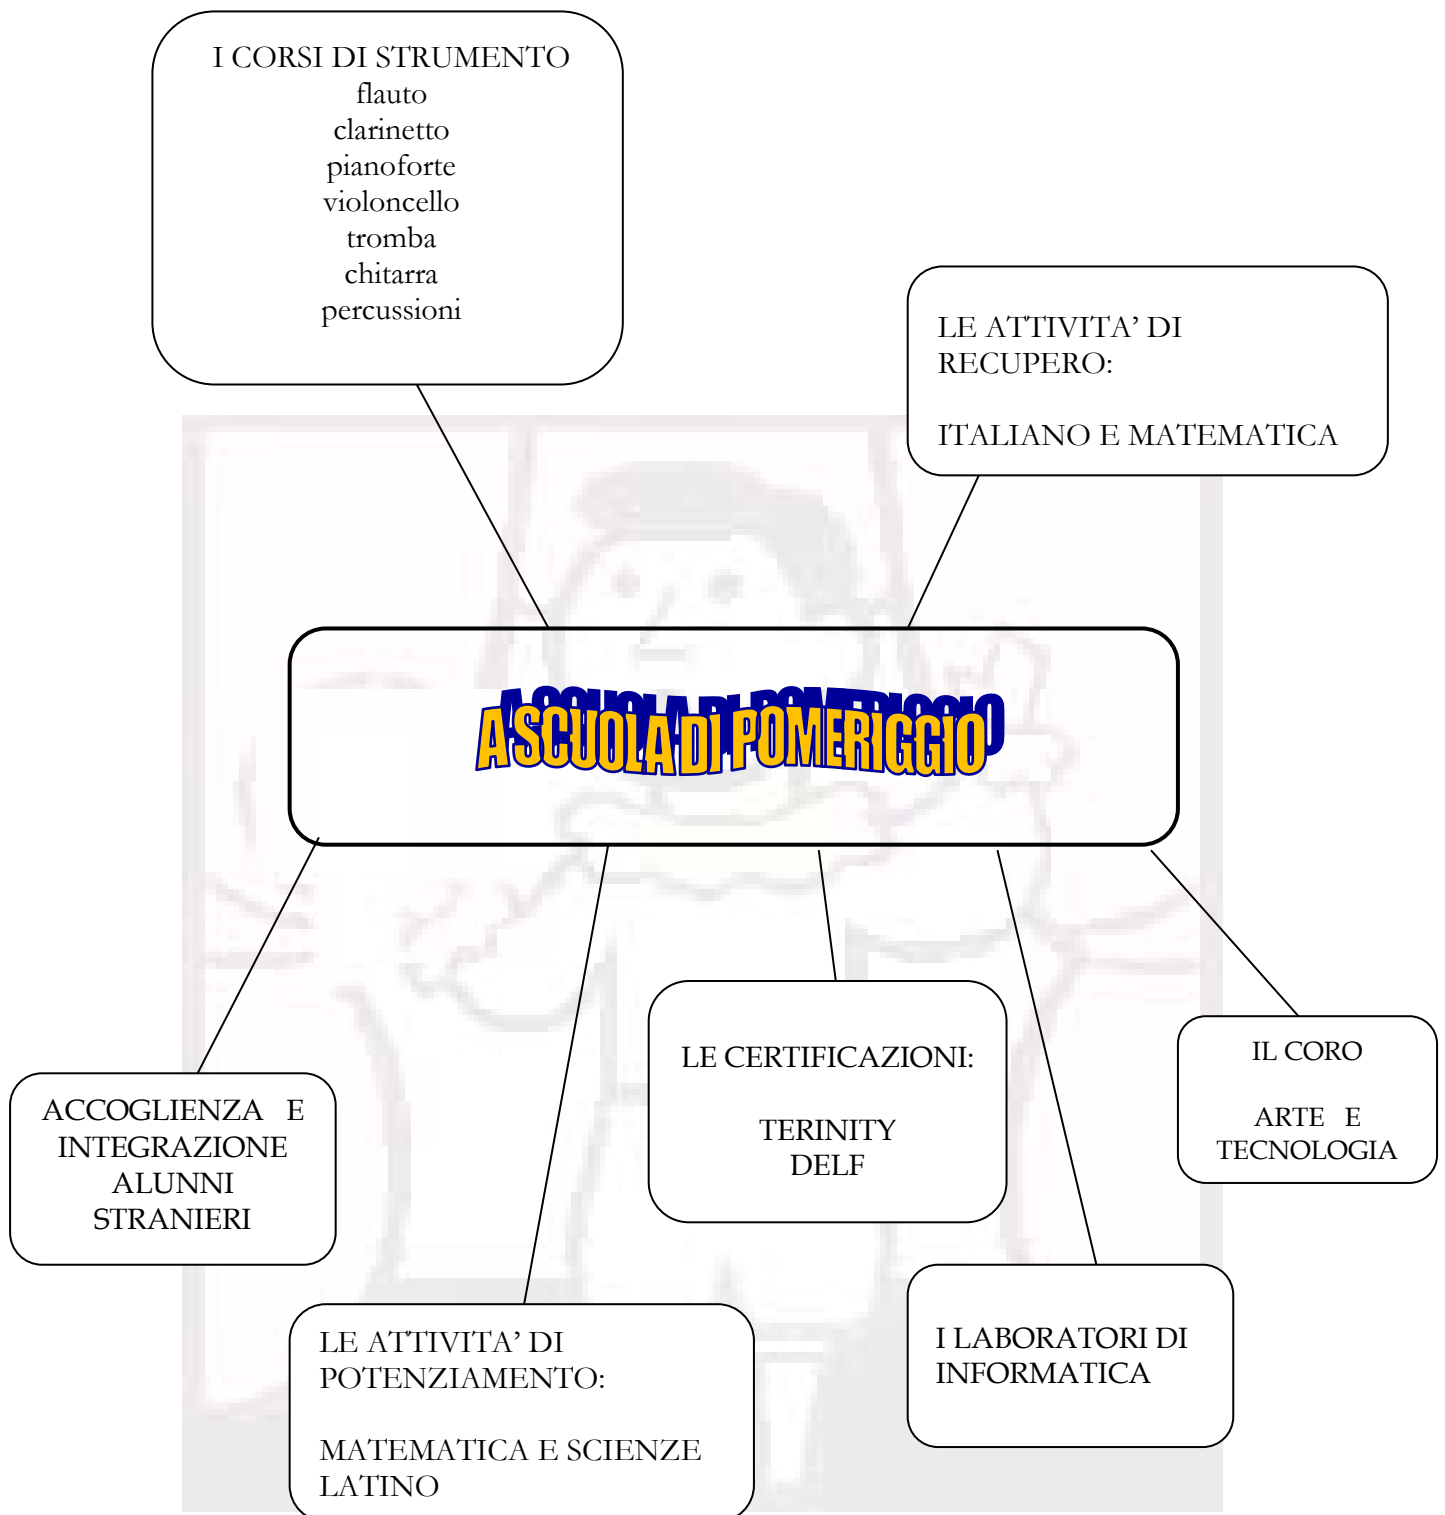 I CORSI DI STRUMENTO
flauto
clarinetto
pianoforte
violoncello
tromba
chitarra
percussioni
LE ATTIVITA’ DI
RECUPERO:
ITALIANO E MATEMATICA
A SCUOLA DI POMERIGGIO
ACCOGLIENZA E
INTEGRAZIONE
ALUNNI
STRANIERI
LE ATTIVITA’ DI
POTENZIAMENTO:
MATEMATICA E SCIENZE
LATINO
LE CERTIFICAZIONI:
TERINITY
DELF
I LABORATORI DI
INFORMATICA
IL CORO
ARTE E
TECNOLOGIA